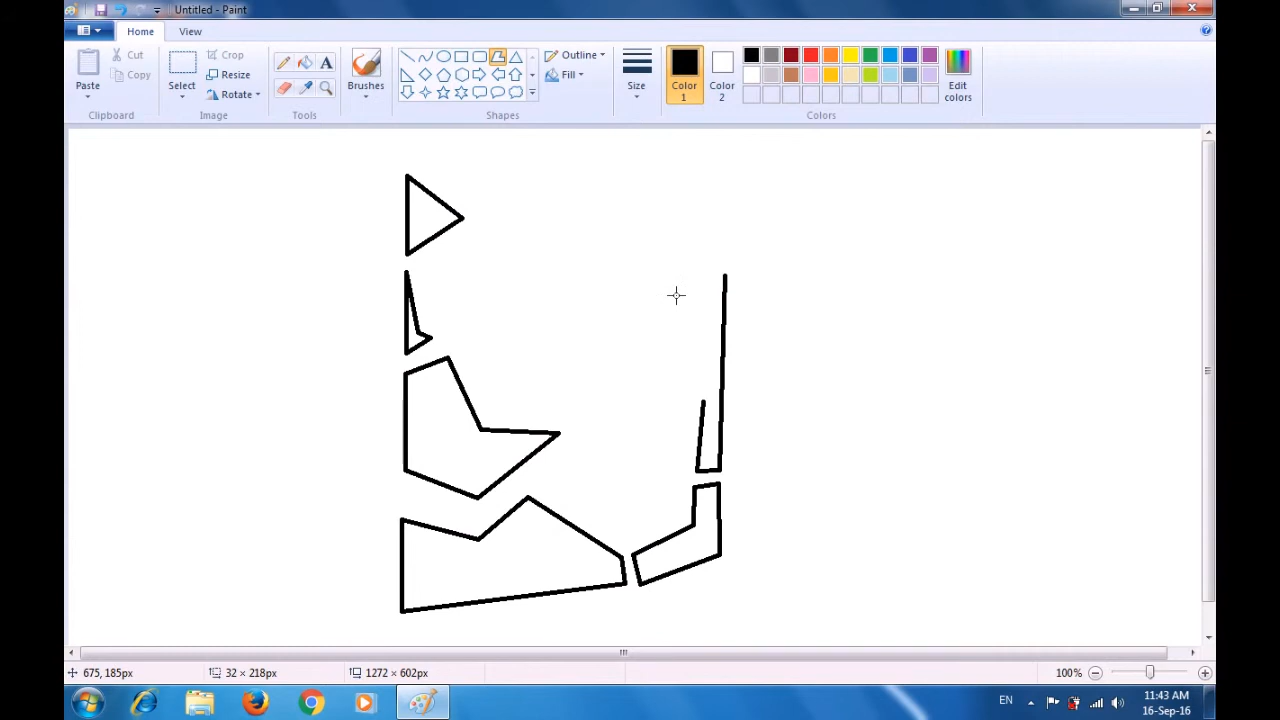 Untitled - Paint
Home
View
Paste
Cut
Copy
Clipboard
Select
Crop
Resize
Rotate
Image
A
Tools
Brushes
Shapes
Outline
Fill
Size
Color 1
Color 2
Edit colors
Colors
675, 185px
32 × 218px
1272 × 602px
100%
EN
11:43 AM
16-Sep-16